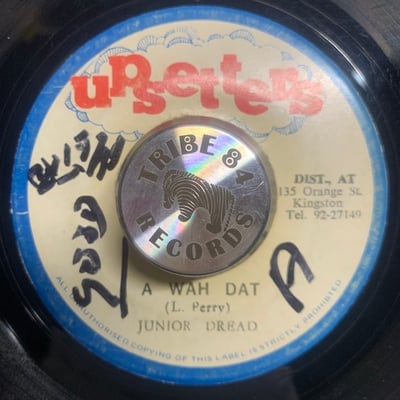 upsetters
TRIBE 84
RECORDS
DIST., AT
135 Orange St.
Kingston
Tel. 92-27149
A WAH DAT
(L. Perry)
JUNIOR DREAD
A
ALL UNAUTHORISED COPYING OF THIS LABEL IS STRICTLY PROHIBITED